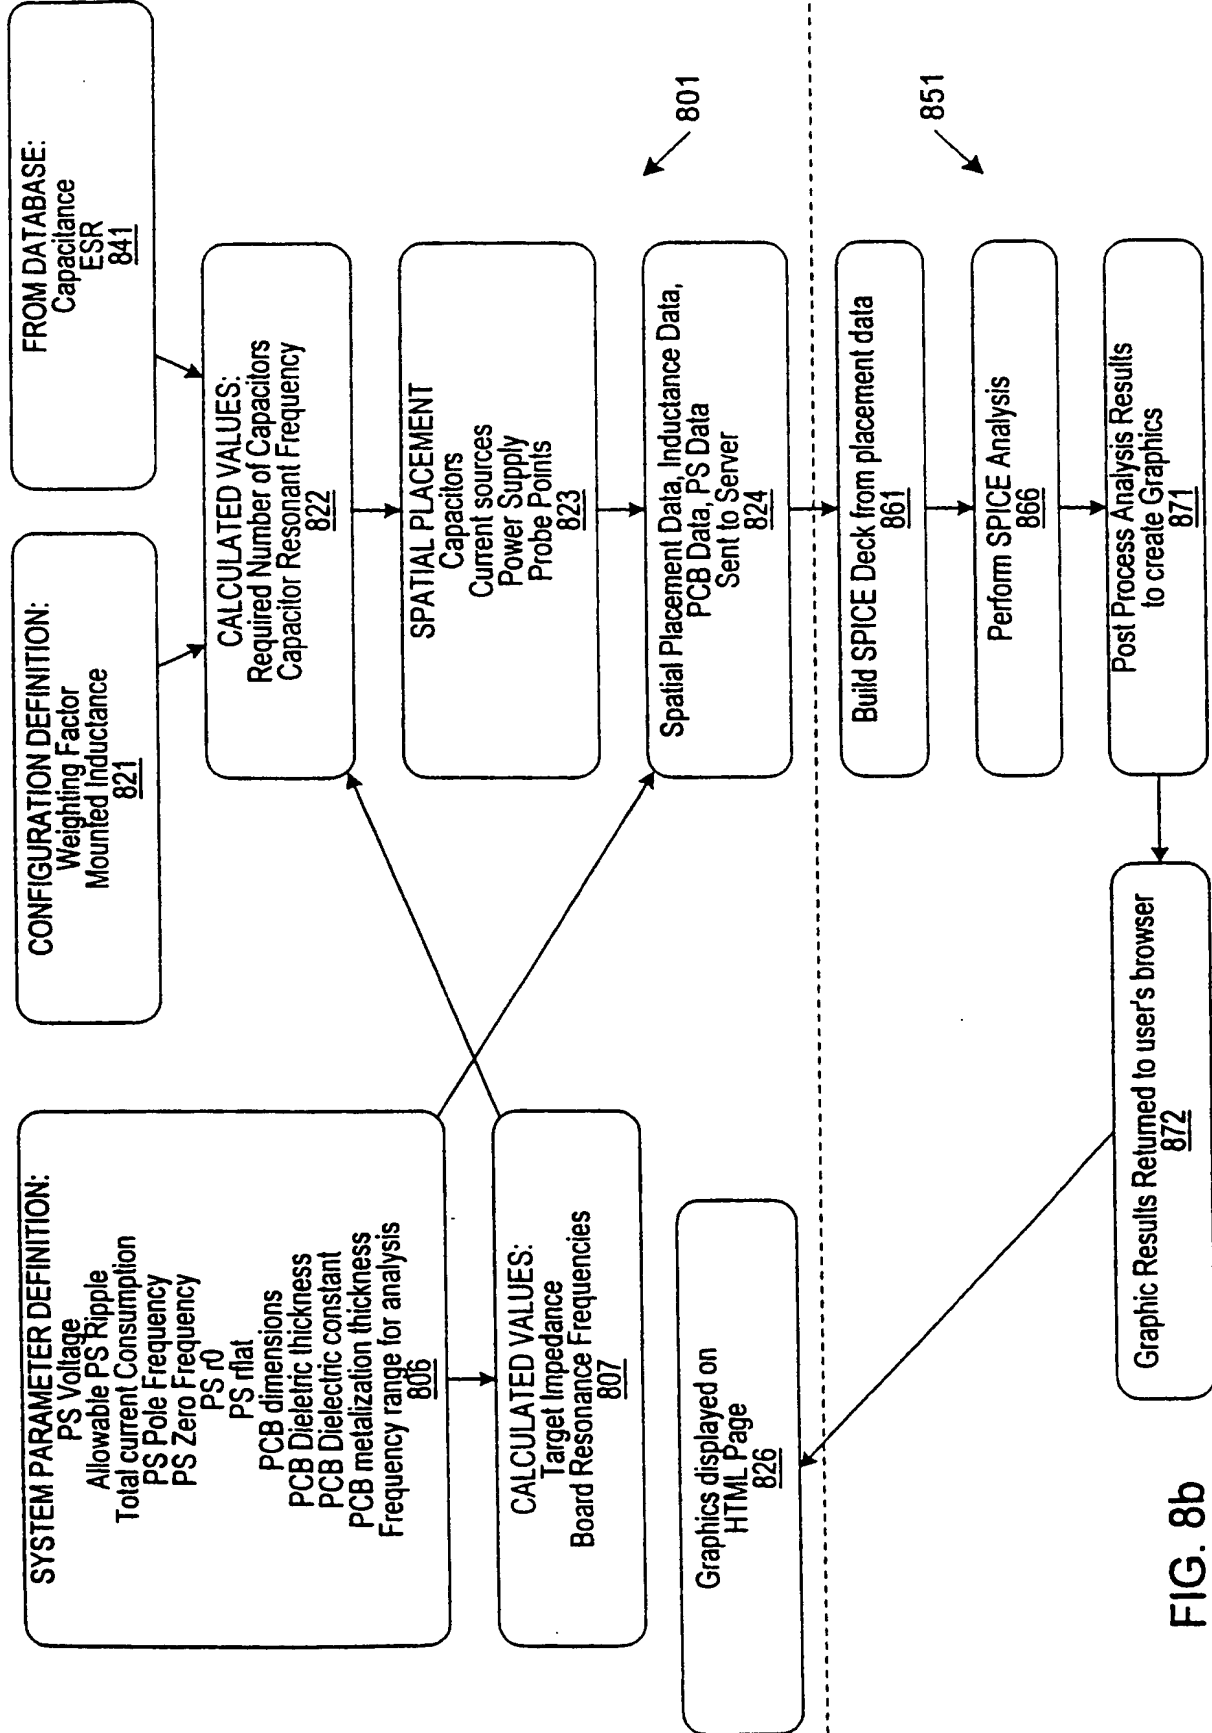 SYSTEM PARAMETER DEFINITION:
PS Voltage
Allowable PS Ripple
Total current Consumption
PS Pole Frequency
PS Zero Frequency
PS r0
PS rflat
PCB dimensions
PCB Dieletric thickness
PCB Dielectric constant
PCB metalization thickness
Frequency range for analysis
806
CONFIGURATION DEFINITION:
Weighting Factor
Mounted Inductance
821
FROM DATABASE:
Capacitance
ESR
841
CALCULATED VALUES:
Required Number of Capacitors
Capacitor Resonant Frequency
822
SPATIAL PLACEMENT
Capacitors
Current sources
Power Supply
Probe Points
823
CALCULATED VALUES:
Target Impedance
Board Resonance Frequencies
807
Spatial Placement Data, Inductance Data,
PCB Data, PS Data
Sent to Server
824
801
Graphics displayed on
HTML Page
826
851
Build SPICE Deck from placement data
861
Perform SPICE Analysis
866
Post Process Analysis Results
to create Graphics
871
Graphic Results Returned to user's browser
872
FIG. 8b